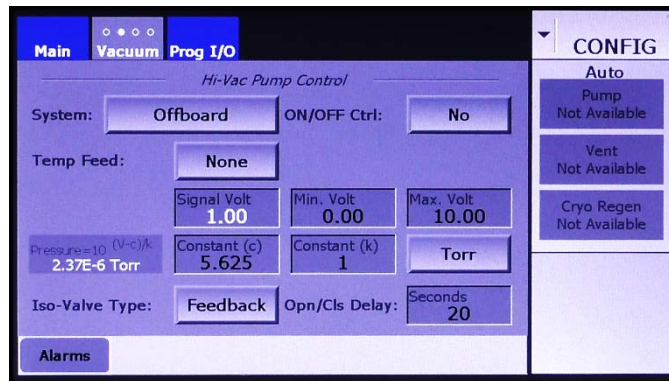 Main Vacuum Prog I/O
CONFIG
Hi-Vac Pump Control
Auto
System: Offboard ON/OFF Ctrl: No
Pump
Not Available
Temp Feed: None
Vent
Not Available
Signal Volt Min. Volt Max. Volt
1.00 0.00 10.00
Cryo Regen
Not Available
Pressure=10 (V-c)/k Constant (c) Constant (k) Torr
2.37E-6 Torr 5.625 1
Iso-Valve Type: Feedback Opn/Cls Delay: Seconds
20
Alarms